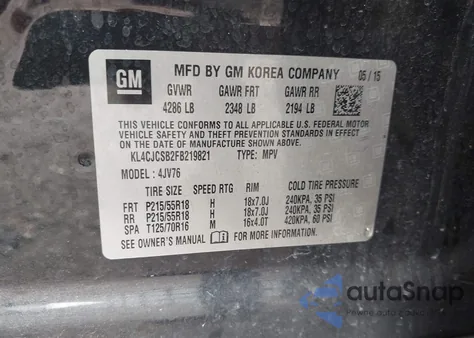 GM
MFD BY GM KOREA COMPANY 05 / 15
GVWR GAWR FRT GAWR RR
4286 LB 2348 LB 2194 LB
THIS VEHICLE CONFORMS TO ALL APPLICABLE U.S. FEDERAL MOTOR
VEHICLE SAFETY AND THEFT PREVENTION STANDARDS IN EFFECT ON
THE DATE OF MANUFACTURE SHOWN ABOVE.
KL4CJCSB2FB219821 TYPE: MPV
MODEL : 4JV76
TIRE SIZE SPEED RTG RIM COLD TIRE PRESSURE
FRT P215/55R18 H 18x7.0J 240KPA, 35 PSI
RR P215/55R18 H 18x7.0J 240KPA, 35 PSI
SPA T125/70R16 M 16x4.0T 420KPA, 60 PSI
SEE OWNER'S MANUAL FOR MORE INFORMATION
autoSnap